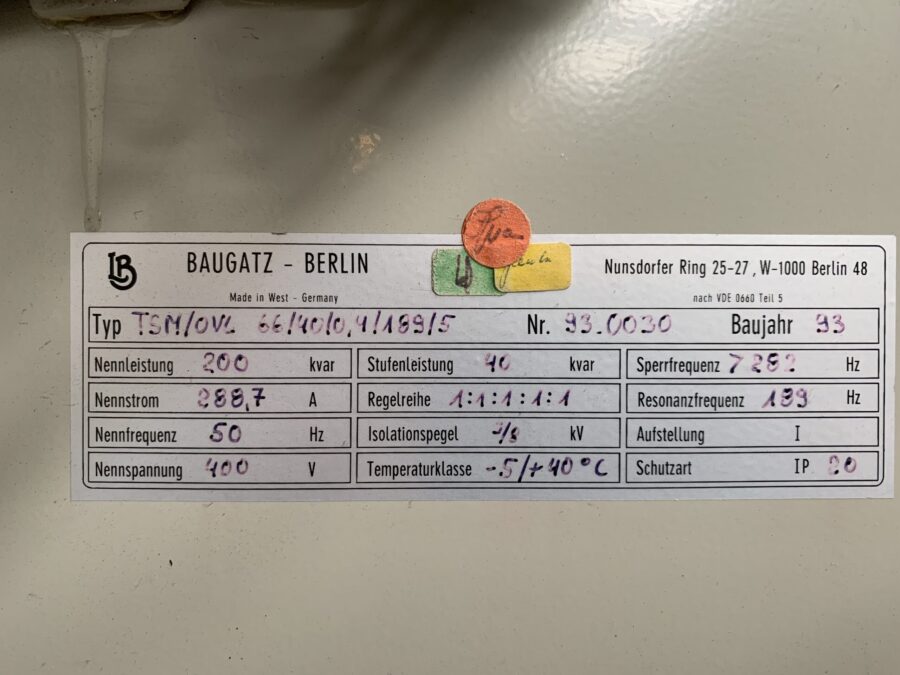 LB
BAUGATZ - BERLIN
Nunsdorfer Ring 25-27, W-1000 Berlin 48
Made in West - Germany
nach VDE 0660 Teil 5
Typ TSM/OVL 66/40/0,4/189/5 Nr. 93.0030 Baujahr 93
Nennleistung 200 kvar Stufenleistung 40 kvar Sperrfrequenz Hz
Nennstrom 288,7 A Regelreihe 1:1:1:1:1 Resonanzfrequenz 189 Hz
Nennfrequenz 50 Hz Isolationspegel kV Aufstellung I
Nennspannung 400 V Temperaturklasse -5/+40°C Schutzart IP 20